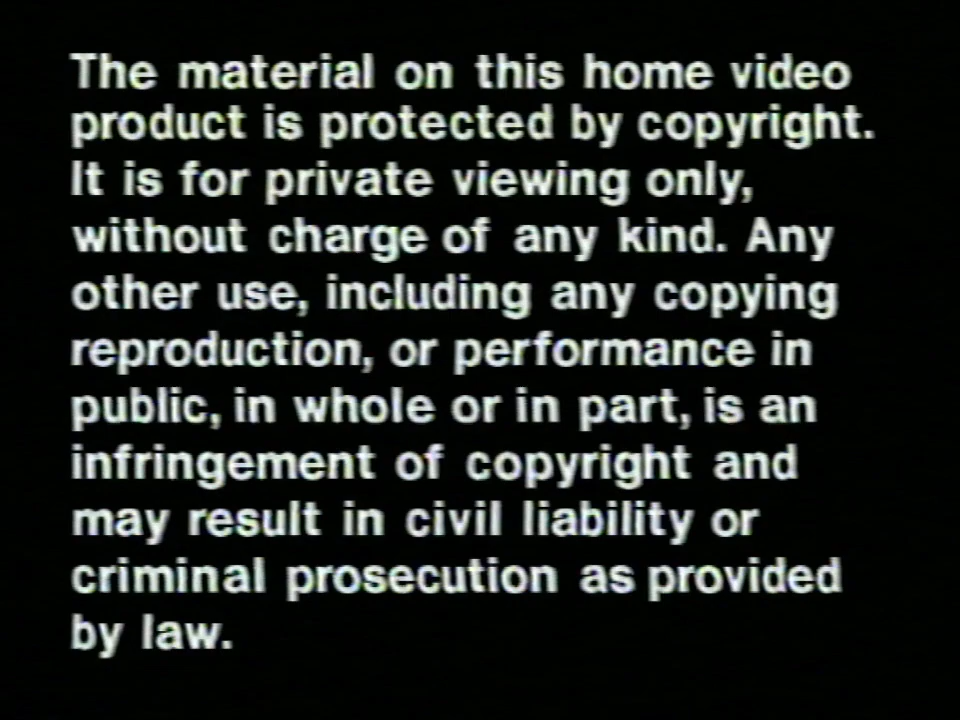 The material on this home video
product is protected by copyright.
It is for private viewing only,
without charge of any kind. Any
other use, including any copying
reproduction, or performance in
public, in whole or in part, is an
infringement of copyright and
may result in civil liability or
criminal prosecution as provided
by law.